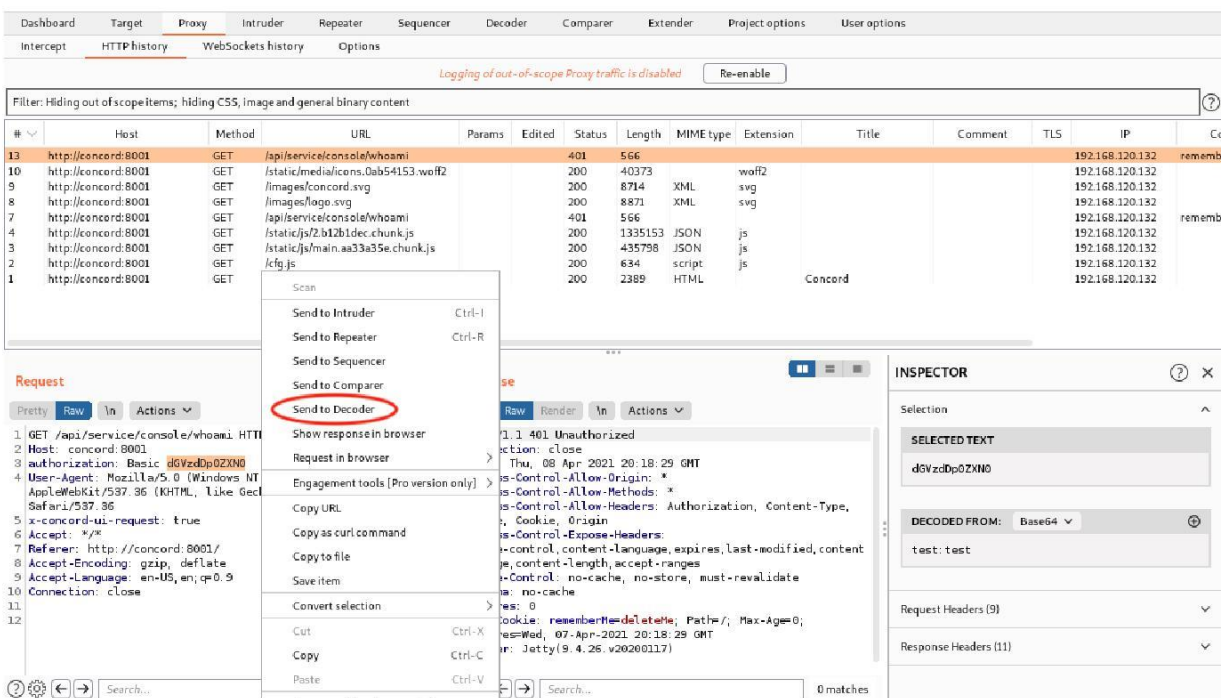 Dashboard Target Proxy Intruder Repeater Sequencer Decoder Comparer Extender Project options User options
Intercept HTTP history WebSockets history Options
Logging of out-of-scope Proxy traffic is disabled Re-enable
Filter: Hiding out of scope items; hiding CSS, image and general binary content
# Host Method URL Params Edited Status Length MIME type Extension Title Comment TLS IP
13 http://concord:8001 GET /api/service/console/whoami 401 566 192.168.120.132 rememb
10 http://concord:8001 GET /static/media/icons.0ab54153.woff2 200 40373 woff2 192.168.120.132
9 http://concord:8001 GET /images/concord.svg 200 8714 XML svg 192.168.120.132
8 http://concord:8001 GET /images/logo.svg 200 8871 XML svg 192.168.120.132
7 http://concord:8001 GET /api/service/console/whoami 401 566 192.168.120.132 rememb
4 http://concord:8001 GET /static/js/2.b12b1dec.chunk.js 200 1335153 JSON js 192.168.120.132
3 http://concord:8001 GET /static/js/main.aa33a35e.chunk.js 200 435798 JSON js 192.168.120.132
2 http://concord:8001 GET /cfg.js 200 634 script js 192.168.120.132
1 http://concord:8001 GET 200 2389 HTML Concord 192.168.120.132
Scan
Send to Intruder Ctrl-I
Send to Repeater Ctrl-R
Send to Sequencer
Send to Comparer
Send to Decoder
Show response in browser
Request in browser
Engagement tools [Pro version only]
Copy URL
Copy as curl command
Copy to file
Save item
Convert selection
Cut Ctrl-X
Copy Ctrl-C
Paste Ctrl-V
Request
Pretty Raw \n Actions
1 GET /api/service/console/whoami HTT
2 Host: concord:8001
3 authorization: Basic dGVzdDp0ZXN0
4 User-Agent: Mozilla/5.0 (Windows NT
AppleWebKit/537.36 (KHTML, like Gec
Safari/537.36
5 x-concord-ui-request: true
6 Accept: */*
7 Referer: http://concord:8001/
8 Accept-Encoding: gzip, deflate
9 Accept-Language: en-US,en;q=0.9
10 Connection: close
11
12
Search...
se
Raw Render \n Actions
/1.1 401 Unauthorized
ction: close
Thu, 08 Apr 2021 20:18:29 GMT
ss-Control-Allow-Origin: *
ss-Control-Allow-Methods: *
ss-Control-Allow-Headers: Authorization, Content-Type,
, Cookie, Origin
ss-Control-Expose-Headers:
e-control,content-language,expires,last-modified,content
ge,content-length,accept-ranges
e-Control: no-cache, no-store, must-revalidate
ma: no-cache
res: 0
Cookie: rememberMe=deleteMe; Path=/; Max-Age=0;
res=Wed, 07-Apr-2021 20:18:29 GMT
er: Jetty(9.4.26.v20200117)
Search... 0 matches
INSPECTOR
Selection
SELECTED TEXT
dGVzdDp0ZXN0
DECODED FROM: Base64
test:test
Request Headers (9)
Response Headers (11)